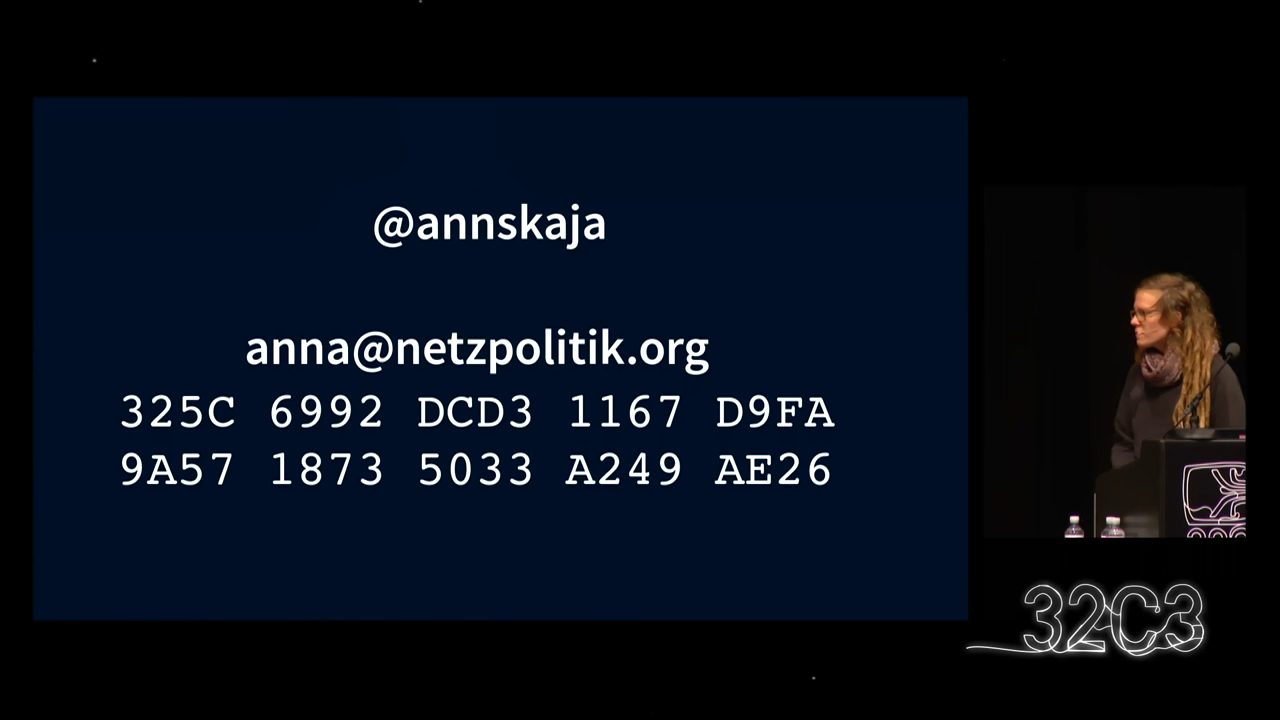 @annskaja
anna@netzpolitik.org
325C 6992 DCD3 1167 D9FA
9A57 1873 5033 A249 AE26
32C3